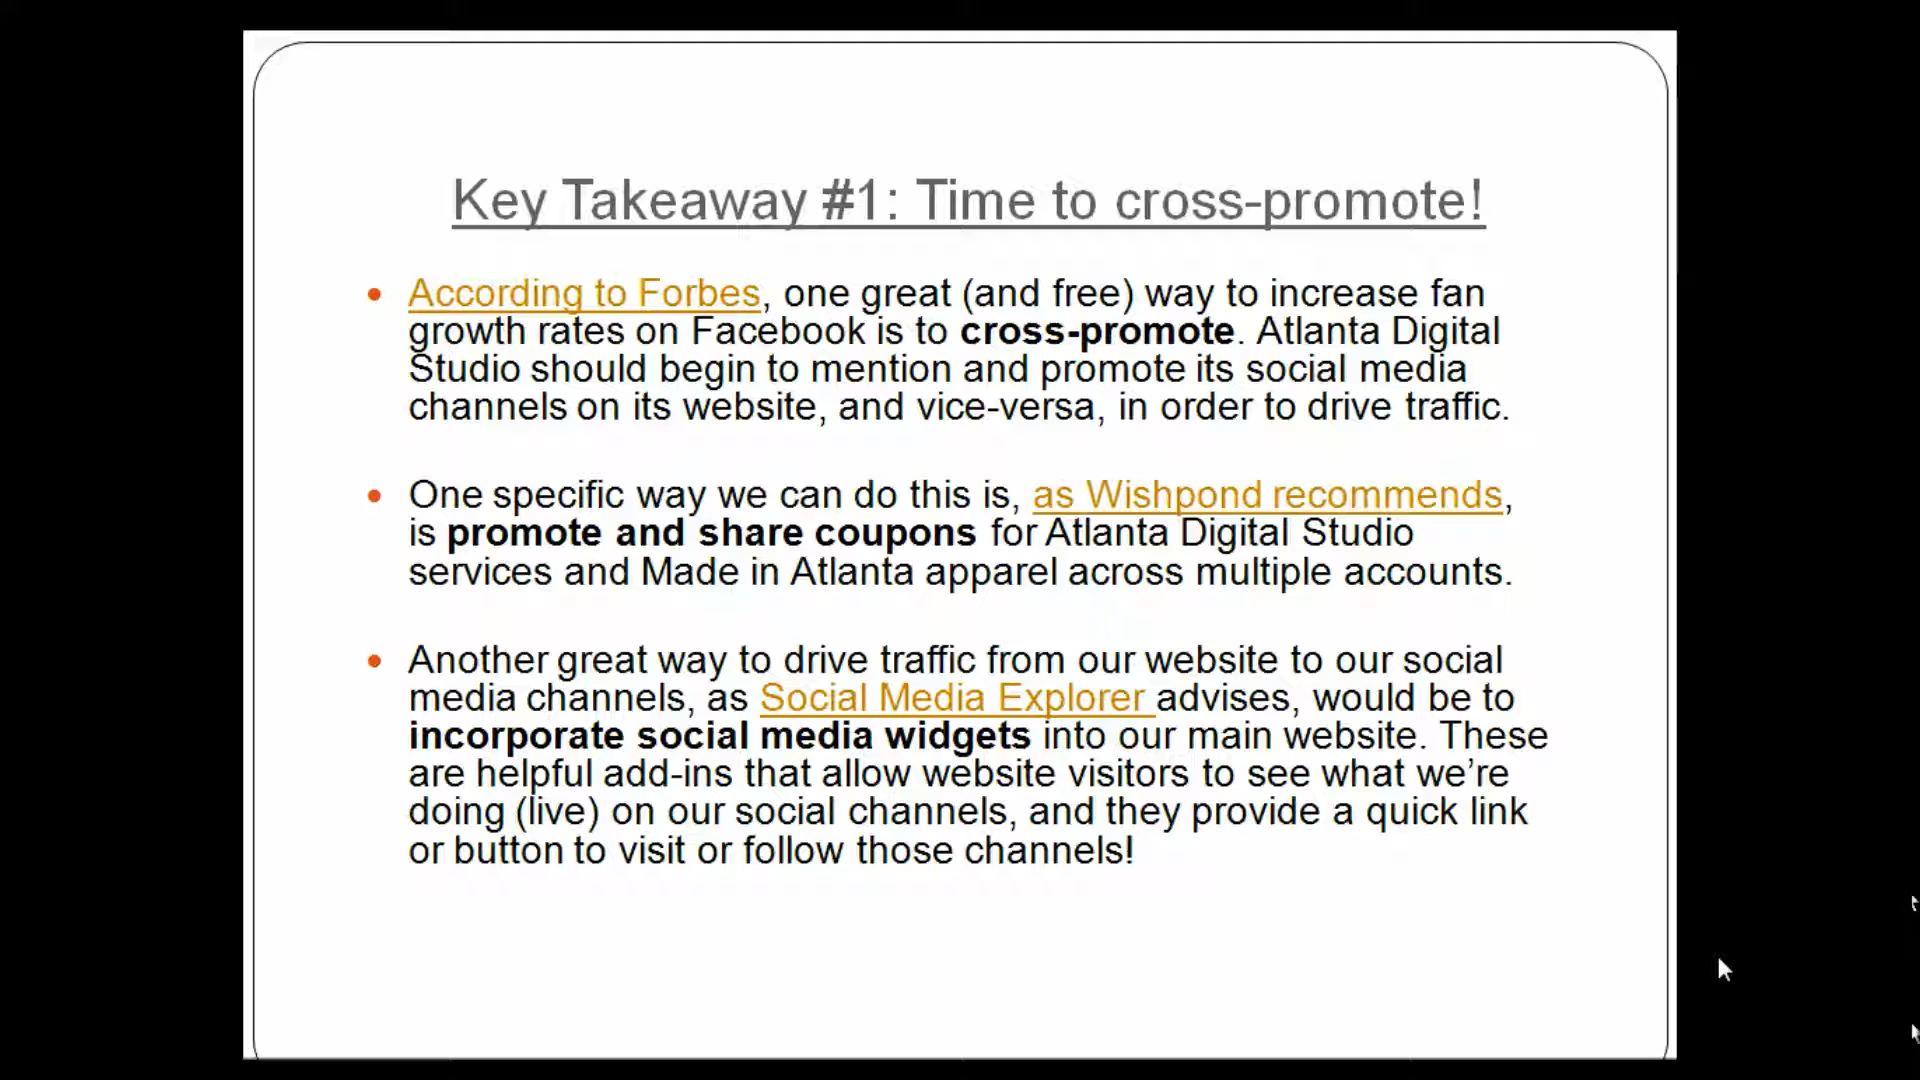 Key Takeaway #1: Time to cross-promote!
According to Forbes, one great (and free) way to increase fan
growth rates on Facebook is to cross-promote. Atlanta Digital
Studio should begin to mention and promote its social media
channels on its website, and vice-versa, in order to drive traffic.
One specific way we can do this is, as Wishpond recommends,
is promote and share coupons for Atlanta Digital Studio
services and Made in Atlanta apparel across multiple accounts.
Another great way to drive traffic from our website to our social
media channels, as Social Media Explorer advises, would be to
incorporate social media widgets into our main website. These
are helpful add-ins that allow website visitors to see what we’re
doing (live) on our social channels, and they provide a quick link
or button to visit or follow those channels!